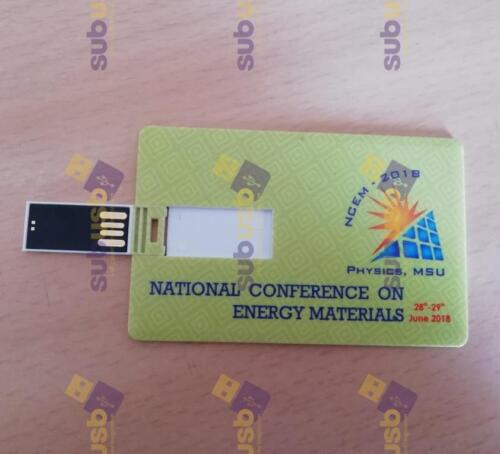 NCEM - 2018
PHYSICS, MSU
NATIONAL CONFERENCE ON
ENERGY MATERIALS
28th-29th
June 2018
subusb
subusb
subusb
subusb
subusb
subusb
subusb
subusb
subusb